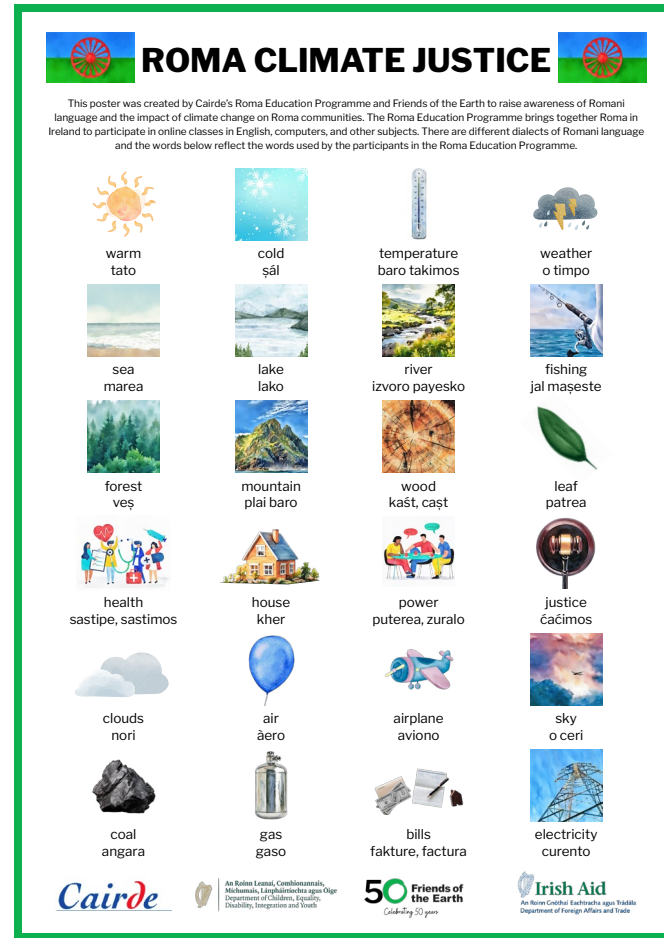 ROMA CLIMATE JUSTICE
This poster was created by Cairde's Roma Education Programme and Friends of the Earth to raise awareness of Romani
language and the impact of climate change on Roma communities. The Roma Education Programme brings together Roma in
Ireland to participate in online classes in English, computers, and other subjects. There are different dialects of Romani language
and the words below reflect the words used by the participants in the Roma Education Programme.
warm
tato
cold
șál
temperature
baro takimos
weather
o timpo
sea
marea
lake
lako
river
izvoro payesko
fishing
jal mașeste
forest
veș
mountain
plai baro
wood
kaśt, cașt
leaf
patrea
health
sastipe, sastimos
house
kher
power
puterea, zuralo
justice
ćaćimos
clouds
nori
air
àero
airplane
aviono
sky
o ceri
coal
angara
gas
gaso
bills
fakture, factura
electricity
curento
Cairde
An Roinn Leanaí, Comhionannais,
Míchumais, Lánpháirtíochta agus Óige
Department of Children, Equality,
Disability, Integration and Youth
50 Friends of
the Earth
Celebrating 50 years
Irish Aid
An Roinn Gnóthaí Eachtracha agus Trádála
Department of Foreign Affairs and Trade